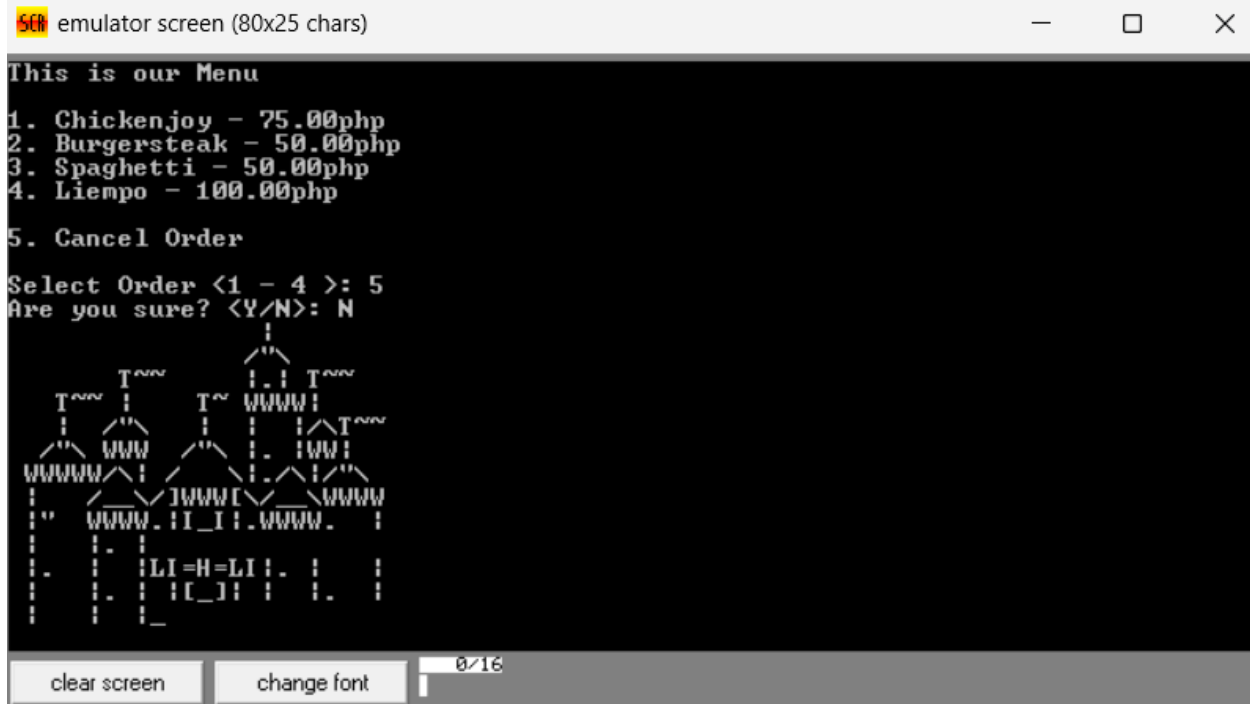 SCR emulator screen (80x25 chars)
This is our Menu
1. Chickenjoy - 75.00php
2. Burgersteak - 50.00php
3. Spaghetti - 50.00php
4. Liempo - 100.00php
5. Cancel Order
Select Order <1 - 4 >: 5
Are you sure? <Y/N>: N
clear screen
change font
0/16